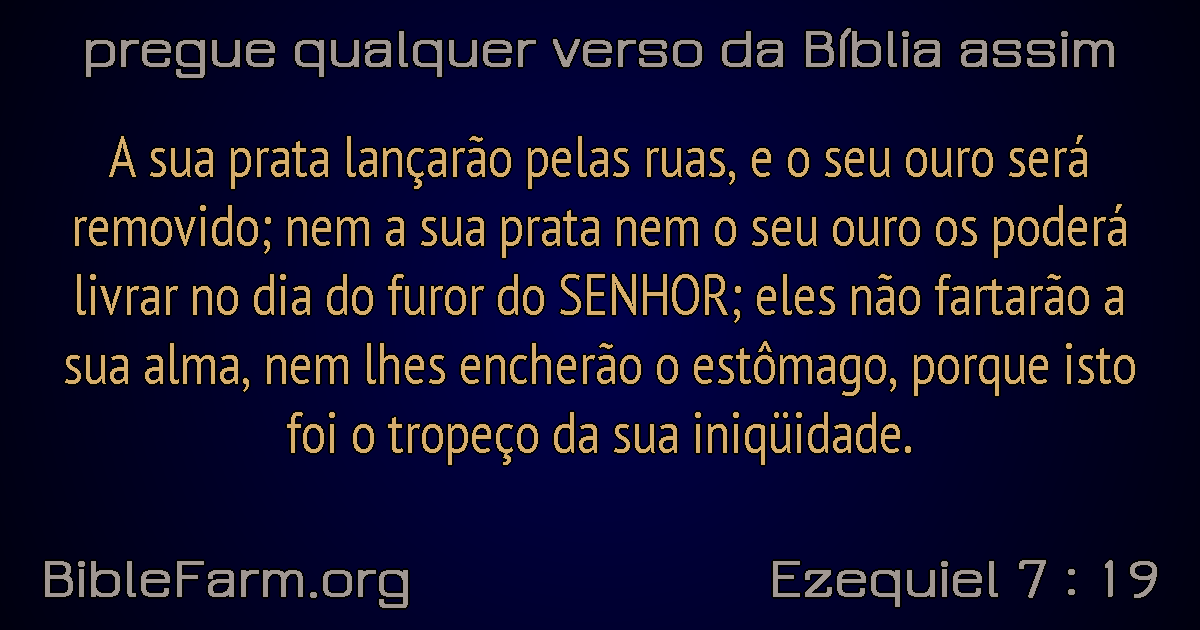 pregue qualquer verso da Bíblia assim
A sua prata lançarão pelas ruas, e o seu ouro será
removido; nem a sua prata nem o seu ouro os poderá
livrar no dia do furor do SENHOR; eles não fartarão a
sua alma, nem lhes encherão o estômago, porque isto
foi o tropeço da sua iniqüidade.
BibleFarm.org
Ezequiel 7 : 19